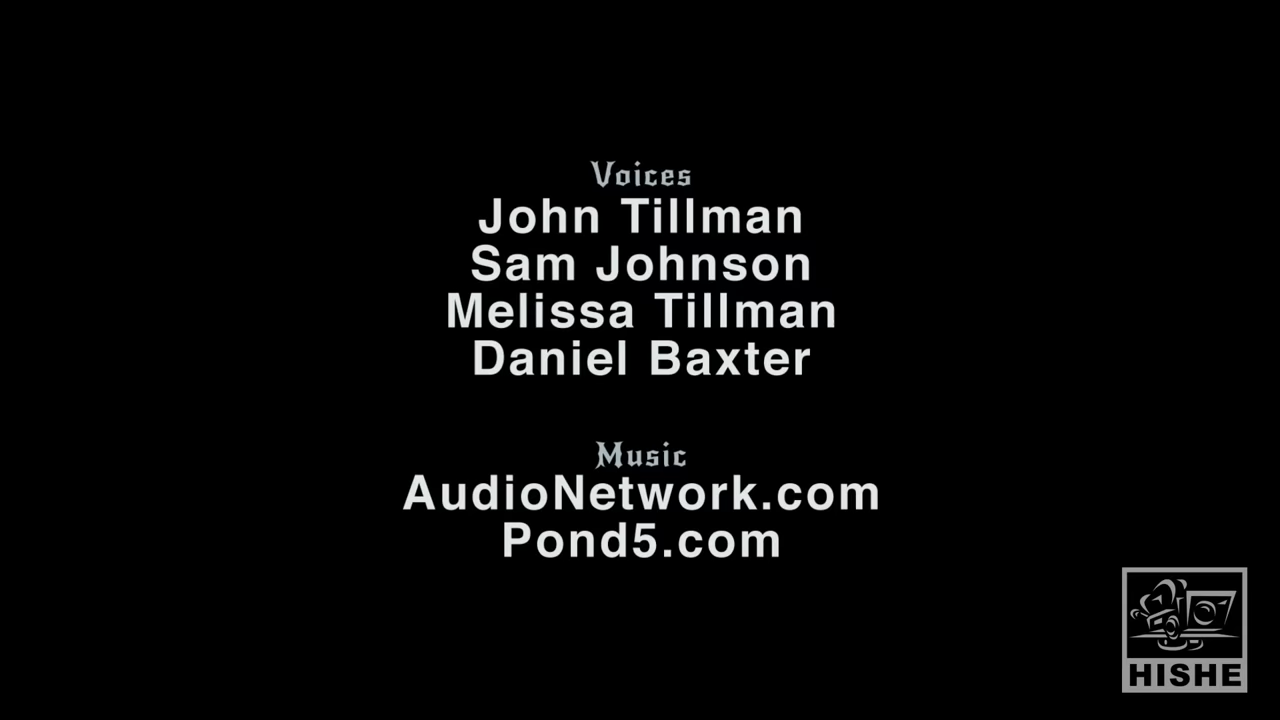 Voices
John Tillman
Sam Johnson
Melissa Tillman
Daniel Baxter
Music
AudioNetwork.com
Pond5.com
HISHE